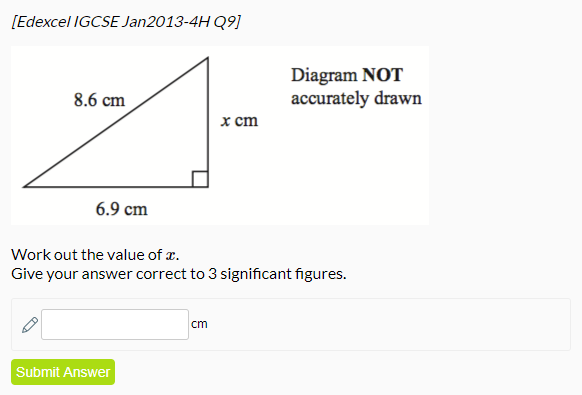 [Edexcel IGCSE Jan2013-4H Q9]
8.6 cm
x cm
6.9 cm
Diagram NOT
accurately drawn
Work out the value of x.
Give your answer correct to 3 significant figures.
cm
Submit Answer